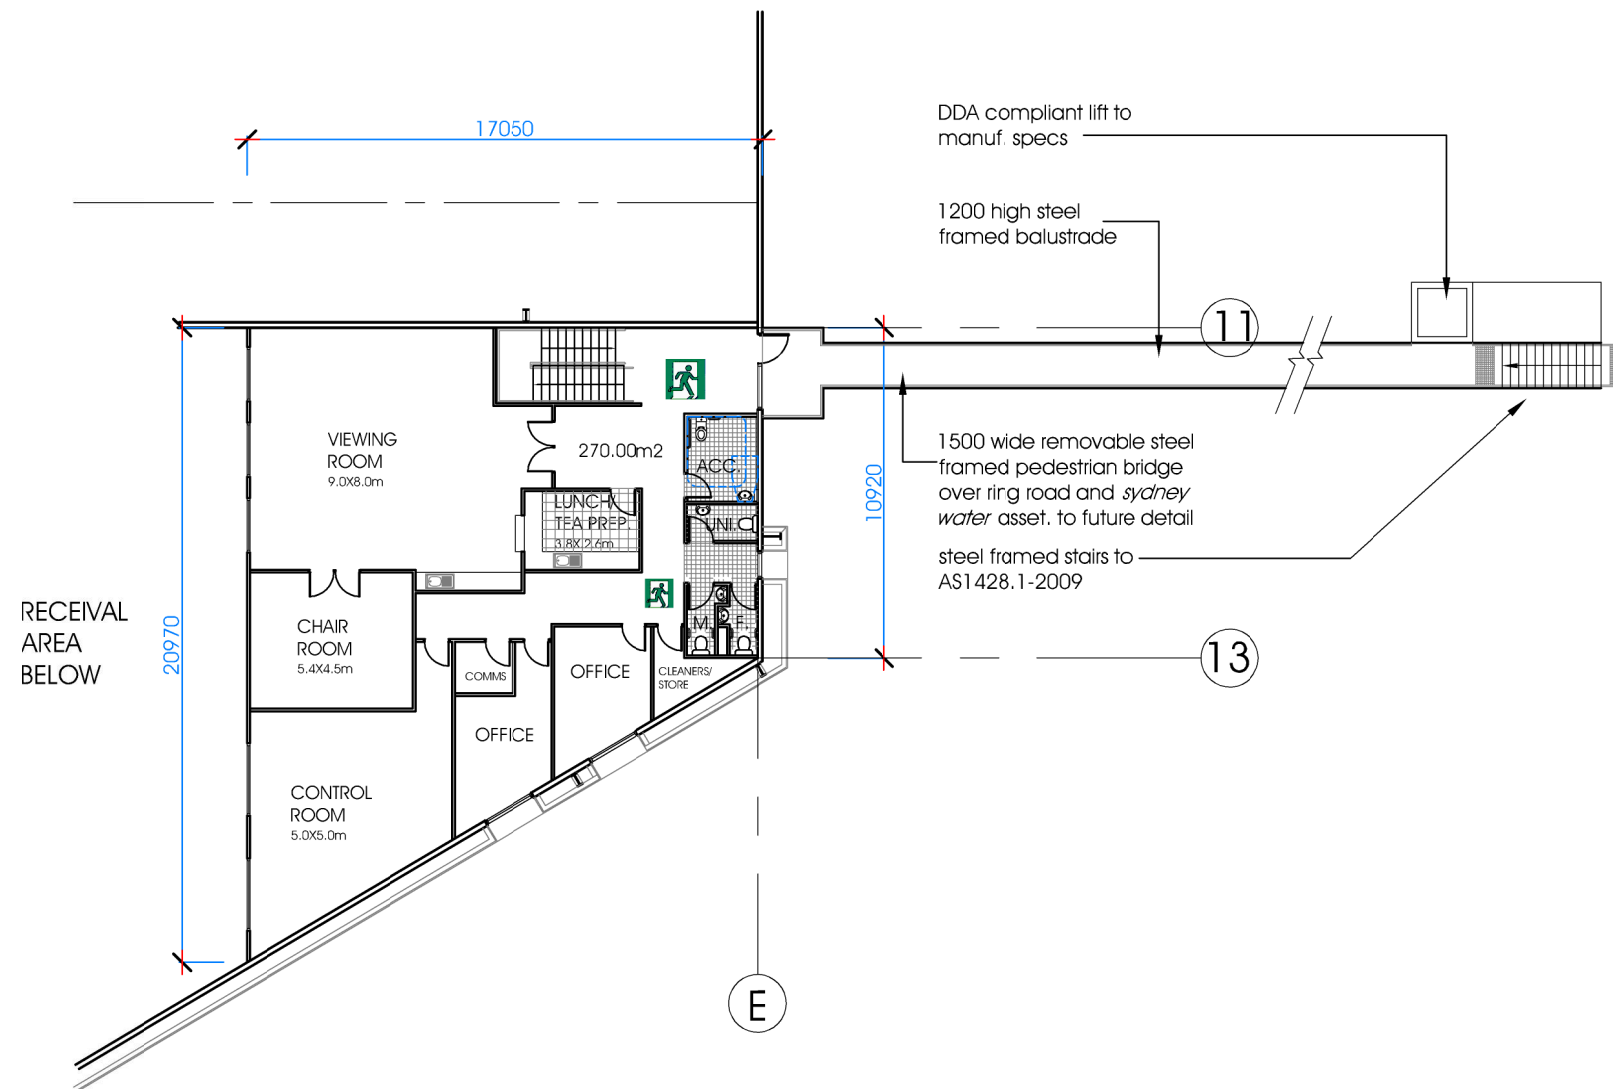 17050
DDA compliant lift to
manuf. specs
1200 high steel
framed balustrade
11
VIEWING
ROOM
9.0X8.0m
270.00m2
ACC.
LUNCH/
TEA PREP.
3.8X2.6m
UNI.
10920
1500 wide removable steel
framed pedestrian bridge
over ring road and sydney
water asset. to future detail
steel framed stairs to
AS1428.1-2009
RECEIVAL
AREA
BELOW
20970
CHAIR
ROOM
5.4X4.5m
M.
F.
13
COMMS
OFFICE
CLEANERS/
STORE
OFFICE
CONTROL
ROOM
5.0X5.0m
E